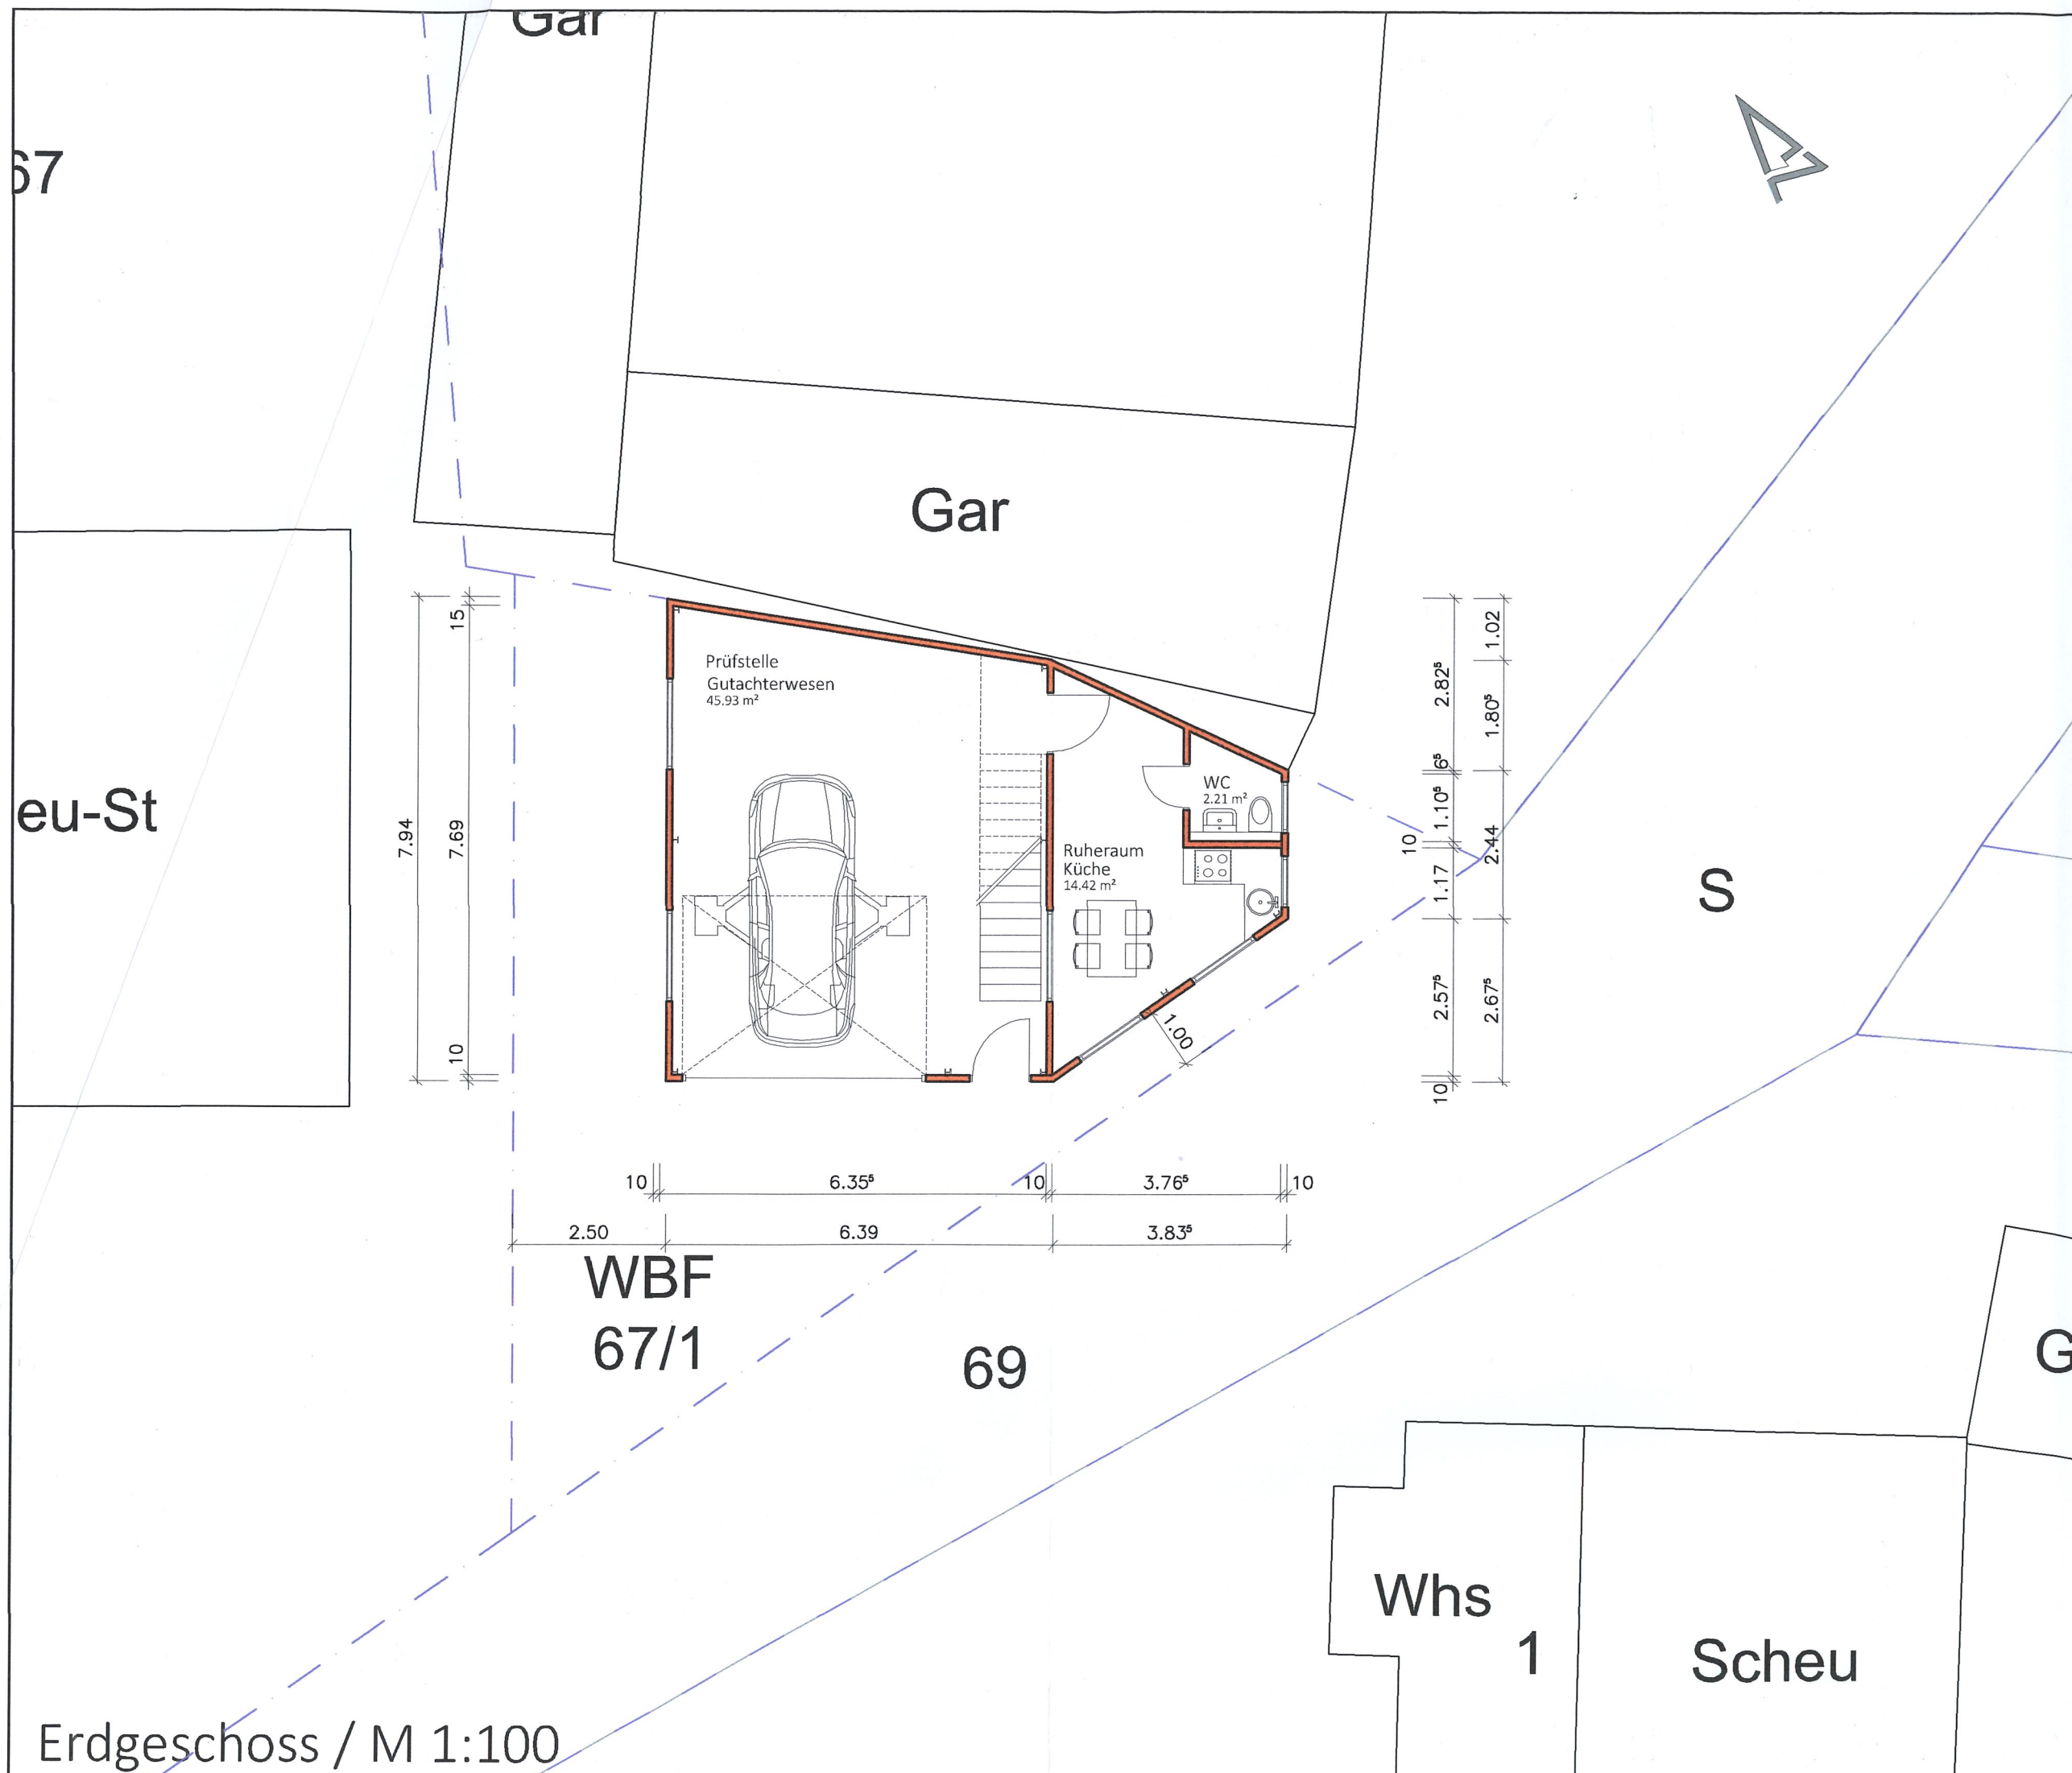 Gar
67
Gar
eu-St
S
Prüfstelle
Gutachterwesen
45.93 m²
WC
2.21 m²
Ruheraum
Küche
14.42 m²
1.00
7.94
15
7.69
10
2.82⁵
6⁵
1.10⁵
10
1.17
2.57⁵
10
1.02
1.80⁵
2.44
2.67⁵
10 6.35⁵ 10 3.76⁵ 10
2.50 6.39 3.83⁵
WBF
67/1
69
G
Whs
1
Scheu
Erdgeschoss / M 1:100